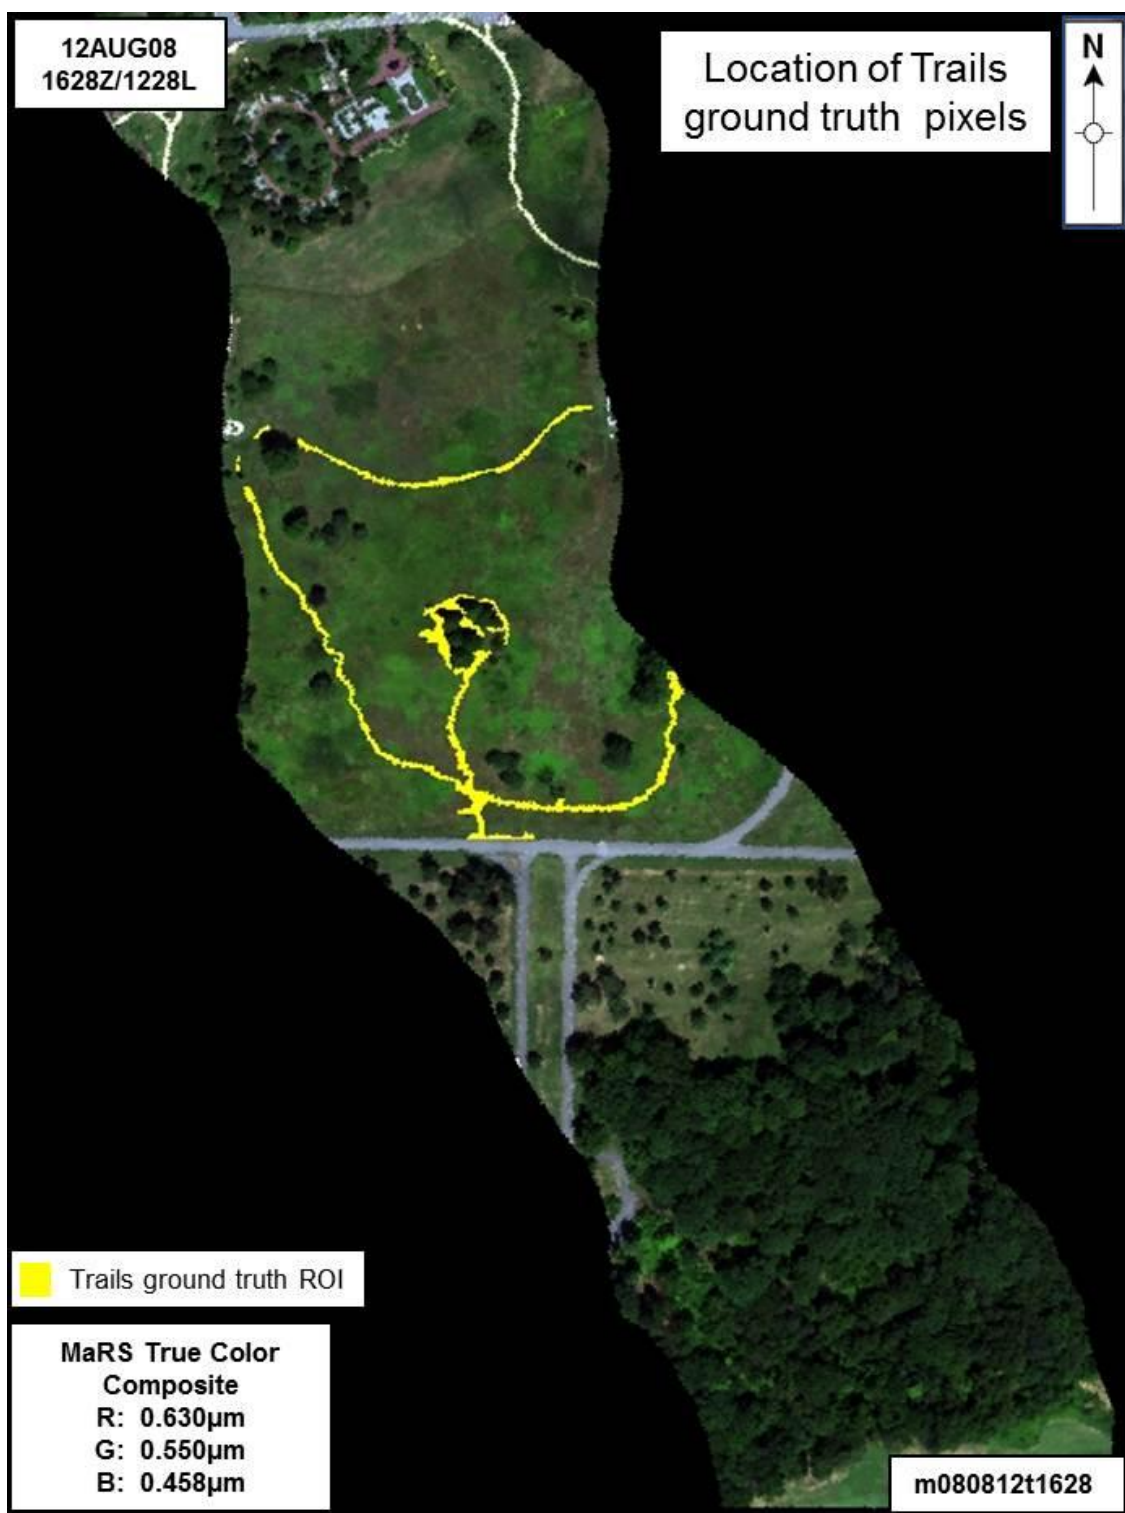 12AUG08
1628Z/1228L
Location of Trails
ground truth pixels
N
Trails ground truth ROI
MaRS True Color
Composite
R: 0.630µm
G: 0.550µm
B: 0.458µm
m080812t1628